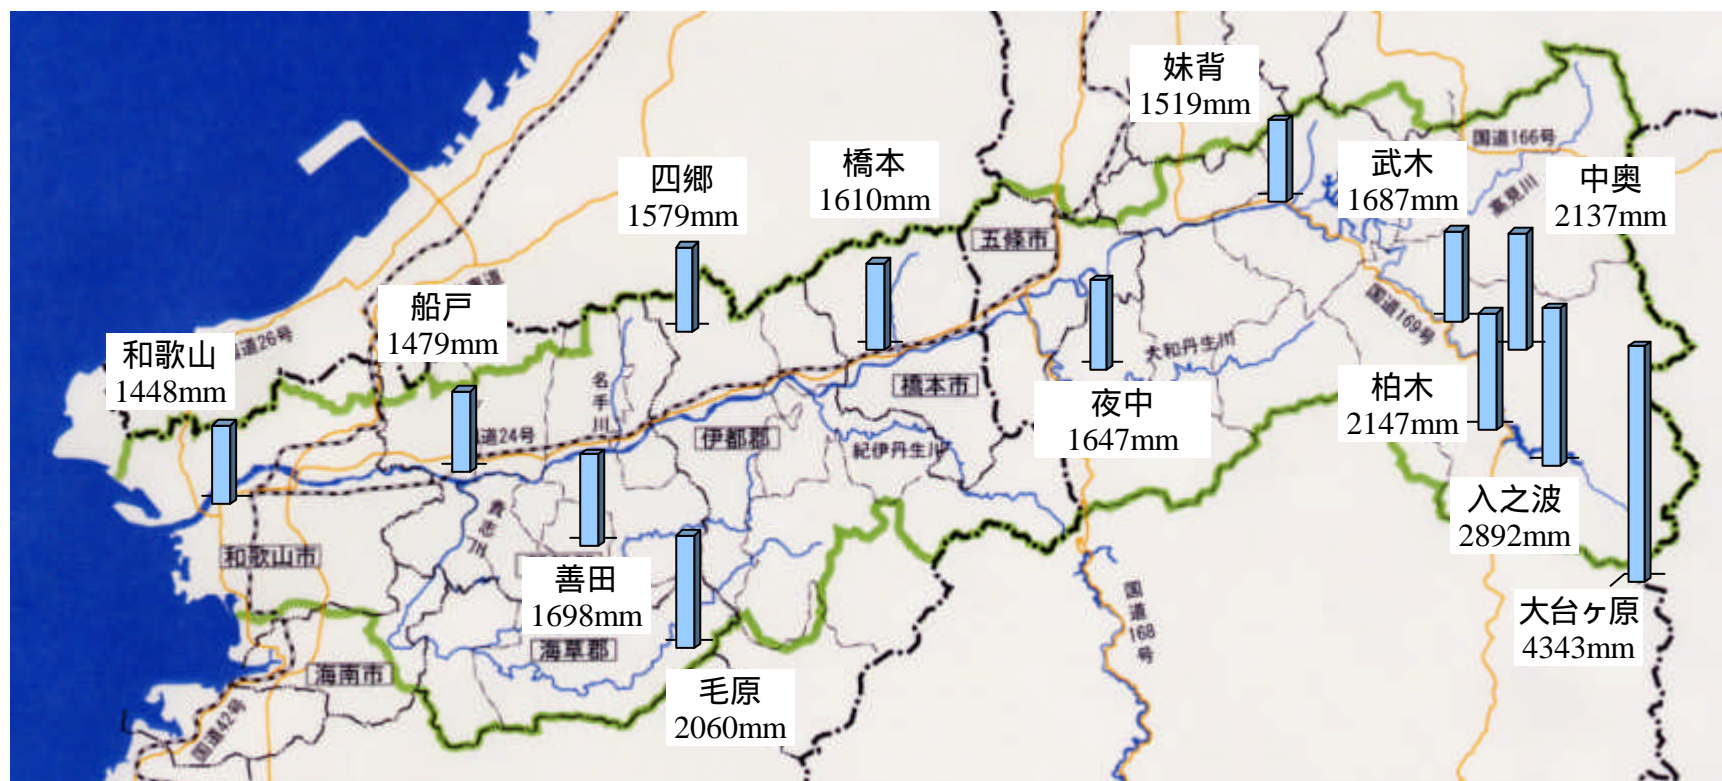 妹背
1519mm
国道166号
武木
1687mm
中奥
2137mm
高見川
四郷
1579mm
橋本
1610mm
五條市
船戸
1479mm
国道169号
和歌山
1448mm
国道26号
大和丹生川
名手川
橋本市
柏木
2147mm
夜中
1647mm
道24号
伊都郡
紀伊丹生川
入之波
2892mm
貴志川
和歌山市
善田
1698mm
国道168号
大台ヶ原
4343mm
海草郡
海南市
毛原
2060mm
国道42号